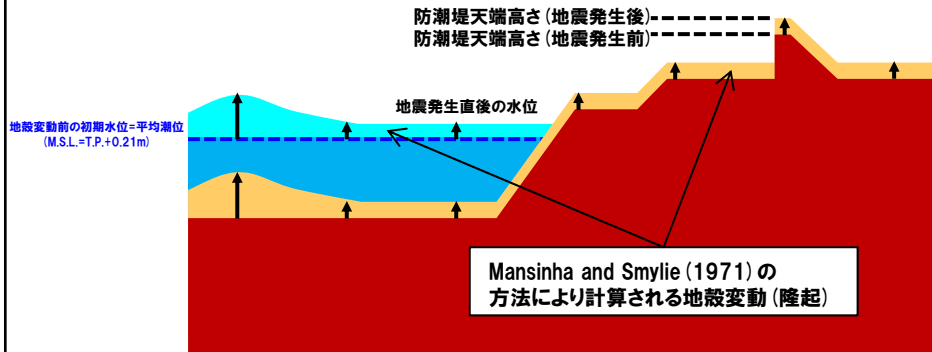 防潮堤天端高さ(地震発生後)
防潮堤天端高さ(地震発生前)
地震発生直後の水位
地殻変動前の初期水位=平均潮位
(M.S.L.=T.P.+0.21m)
Mansinha and Smylie(1971)の
方法により計算される地殻変動(隆起)